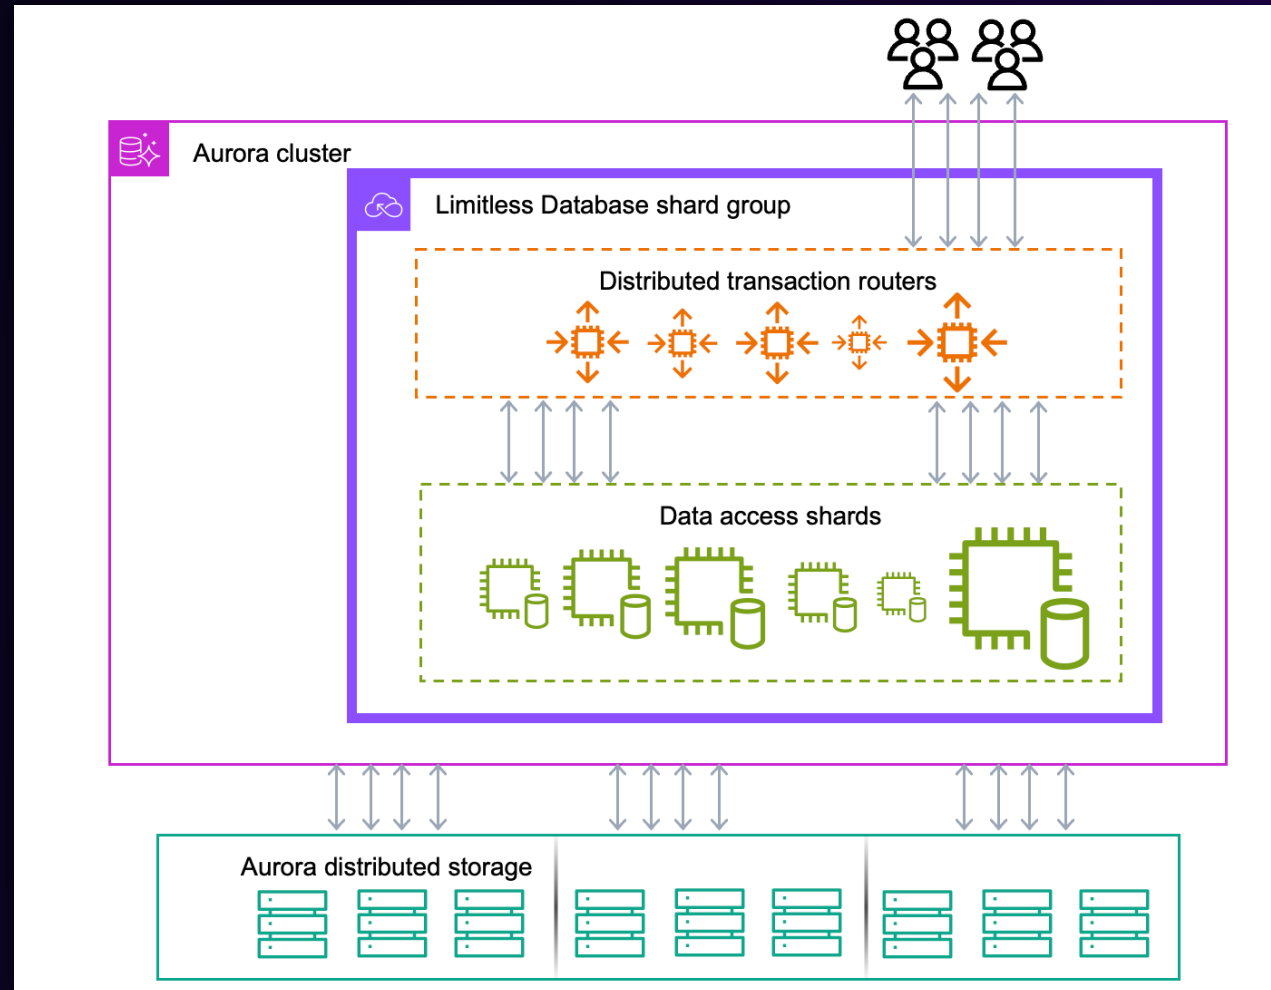 Aurora cluster
Limitless Database shard group
Distributed transaction routers
Data access shards
Aurora distributed storage